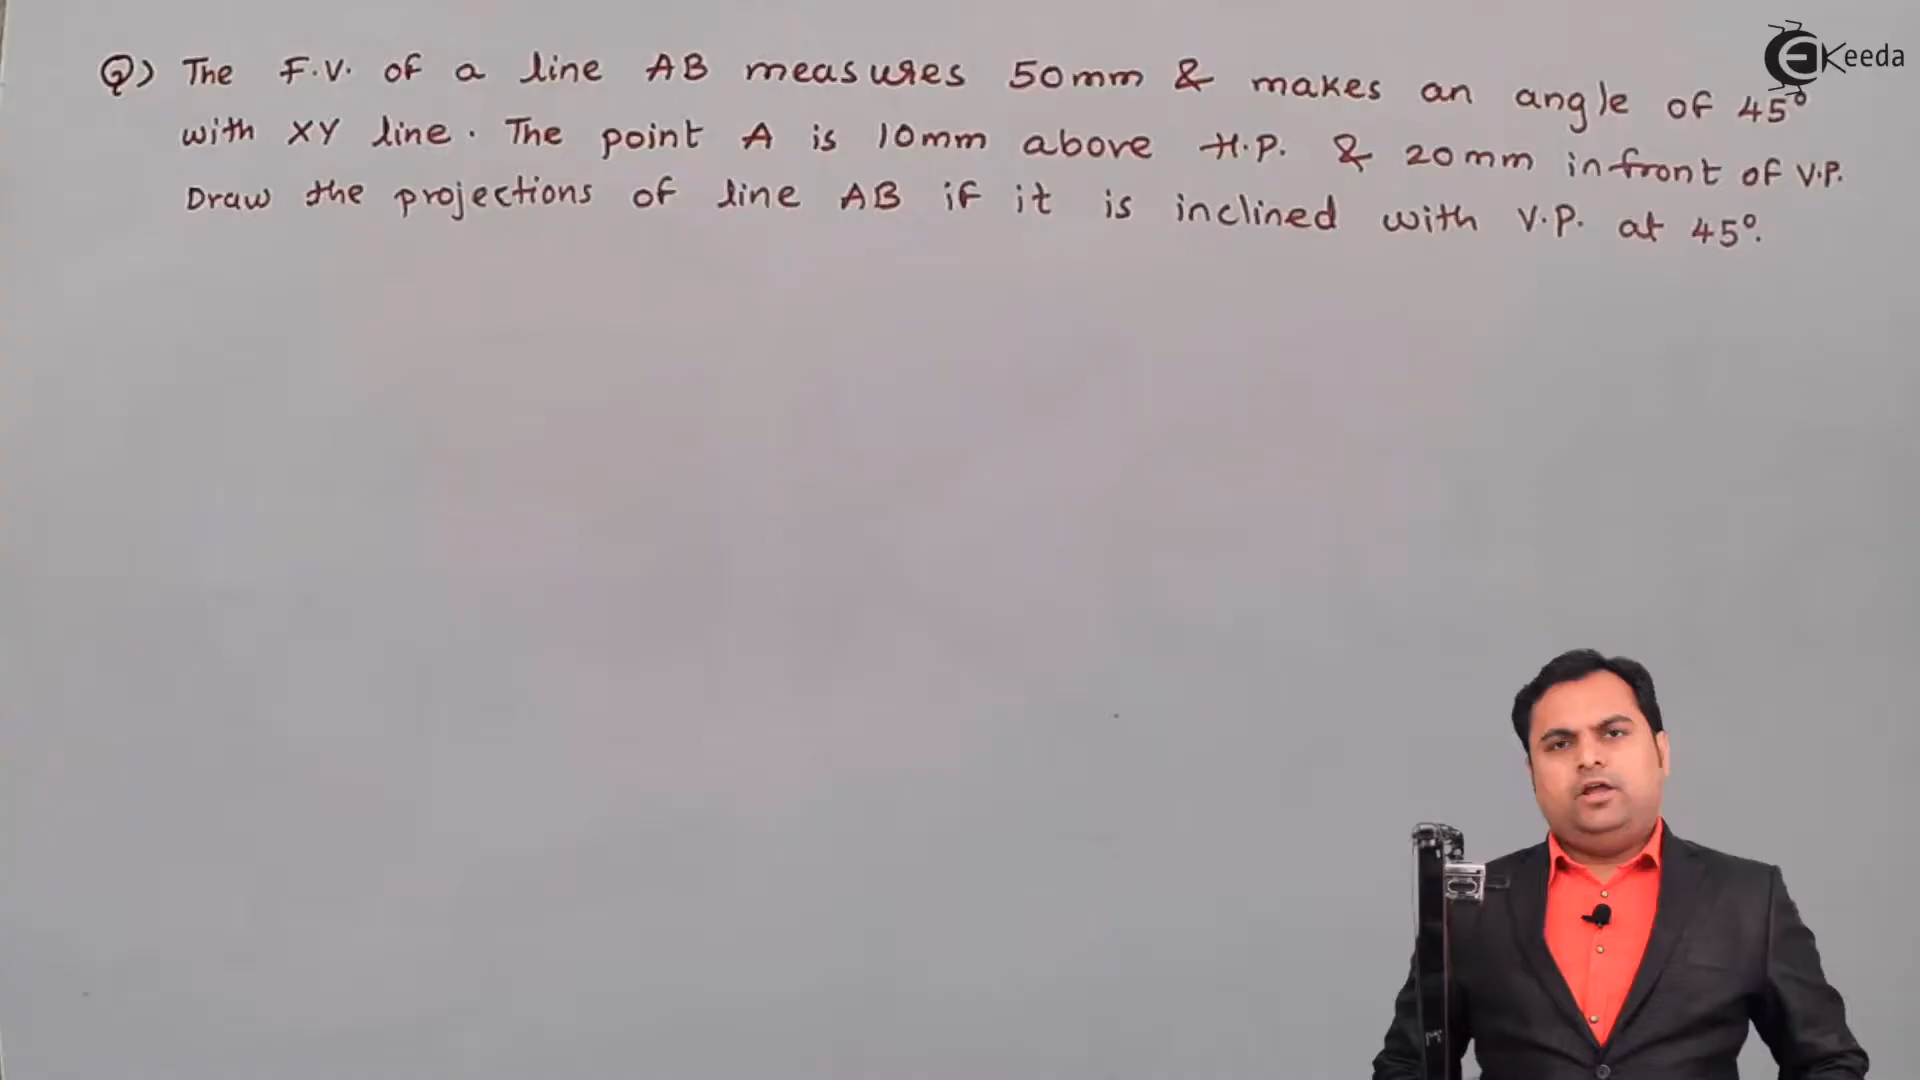 Keeda
Q) The F.V. of a line AB measures 50mm & makes an angle of 45°
with XY line. The point A is 10mm above H.P. & 20mm infront of V.P.
Draw the projections of line AB if it is inclined with V.P. at 45°.